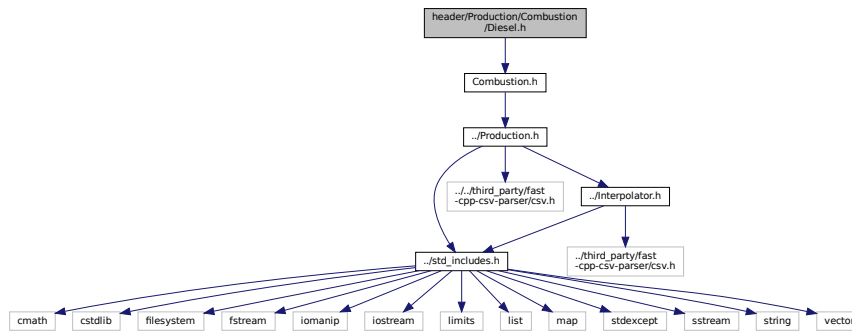 header/Production/Combustion
/Diesel.h
Combustion.h
../Production.h
../../third_party/fast
-cpp-csv-parser/csv.h
../Interpolator.h
../std_includes.h
../third_party/fast
-cpp-csv-parser/csv.h
cmath
cstdlib
filesystem
fstream
iomanip
iostream
limits
list
map
stdexcept
sstream
string
vector